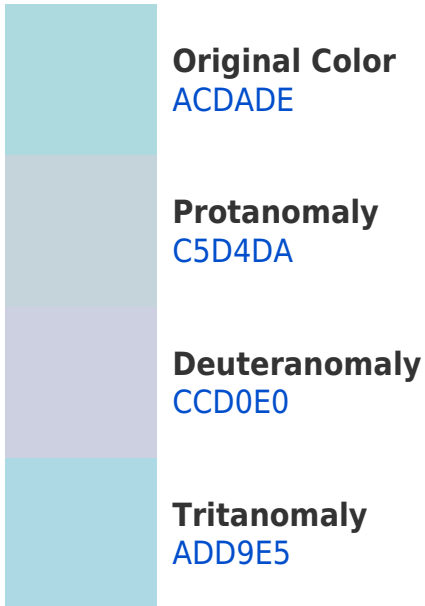 Original Color
ACDADE
Protanomaly
C5D4DA
Deuteranomaly
CCD0E0
Tritanomaly
ADD9E5